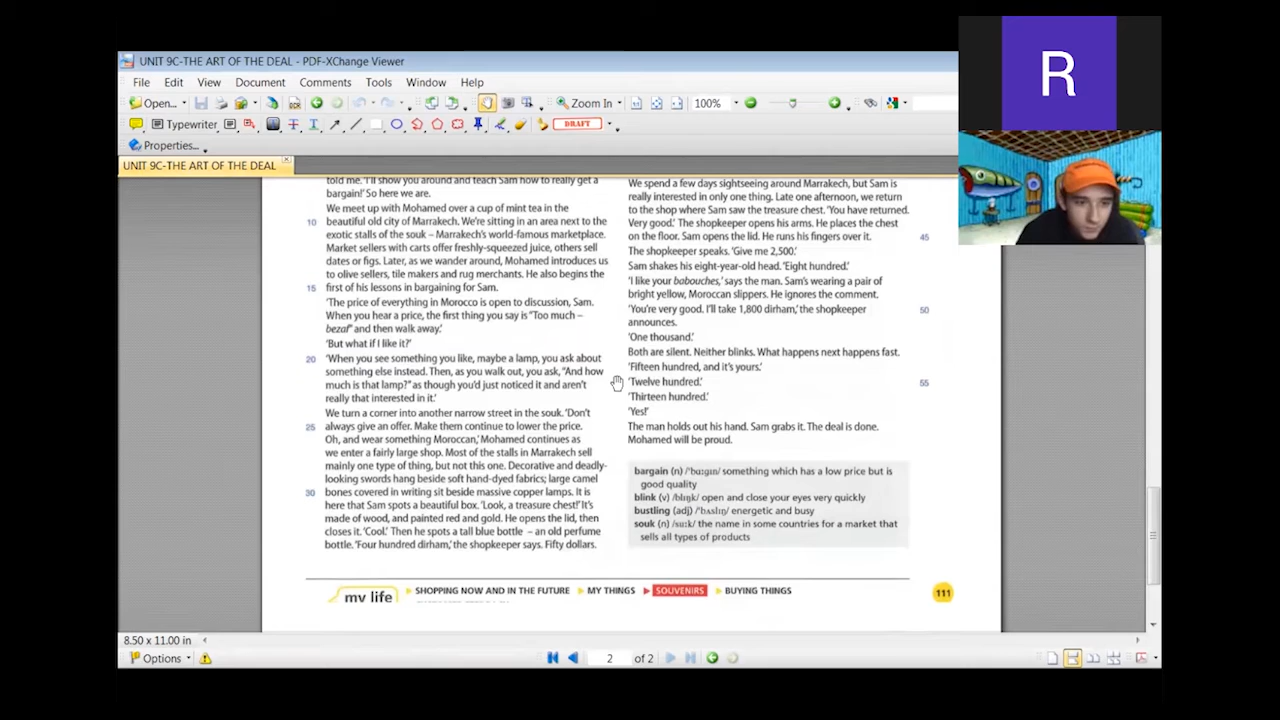 R
UNIT 9C-THE ART OF THE DEAL - PDF-XChange Viewer
File Edit View Document Comments Tools Window Help
Open... Zoom In 100%
Typewriter DRAFT
Properties...
UNIT 9C-THE ART OF THE DEAL
told me. 'I'll show you around and teach Sam how to really get a
bargain!' So here we are.
We meet up with Mohamed over a cup of mint tea in the
10 beautiful old city of Marrakech. We're sitting in an area next to the
exotic stalls of the souk – Marrakech's world-famous marketplace.
Market sellers with carts offer freshly-squeezed juice, others sell
dates or figs. Later, as we wander around, Mohamed introduces us
to olive sellers, tile makers and rug merchants. He also begins the
15 first of his lessons in bargaining for Sam.
'The price of everything in Morocco is open to discussion, Sam.
When you hear a price, the first thing you say is "Too much –
bezaf" and then walk away.'
'But what if I like it?'
20 'When you see something you like, maybe a lamp, you ask about
something else instead. Then, as you walk out, you ask, "And how
much is that lamp?" as though you'd just noticed it and aren't
really that interested in it.'
We turn a corner into another narrow street in the souk. 'Don't
25 always give an offer. Make them continue to lower the price.
Oh, and wear something Moroccan,' Mohamed continues as
we enter a fairly large shop. Most of the stalls in Marrakech sell
mainly one type of thing, but not this one. Decorative and deadly-
looking swords hang beside soft hand-dyed fabrics; large camel
30 bones covered in writing sit beside massive copper lamps. It is
here that Sam spots a beautiful box. 'Look, a treasure chest!' It's
made of wood, and painted red and gold. He opens the lid, then
closes it. 'Cool.' Then he spots a tall blue bottle – an old perfume
bottle. 'Four hundred dirham,' the shopkeeper says. Fifty dollars.
We spend a few days sightseeing around Marrakech, but Sam is
really interested in only one thing. Late one afternoon, we return
to the shop where Sam saw the treasure chest. 'You have returned.
Very good.' The shopkeeper opens his arms. He places the chest
on the floor. Sam opens the lid. He runs his fingers over it. 45
The shopkeeper speaks. 'Give me 2,500.'
Sam shakes his eight-year-old head. 'Eight hundred.'
'I like your babouches,' says the man. Sam's wearing a pair of
bright yellow, Moroccan slippers. He ignores the comment.
'You're very good. I'll take 1,800 dirham,' the shopkeeper 50
announces.
'One thousand.'
Both are silent. Neither blinks. What happens next happens fast.
'Fifteen hundred, and it's yours.'
'Twelve hundred.' 55
'Thirteen hundred.'
'Yes!'
The man holds out his hand. Sam grabs it. The deal is done.
Mohamed will be proud.
bargain (n) /ˈbɑːɡɪn/ something which has a low price but is
good quality
blink (v) /blɪŋk/ open and close your eyes very quickly
bustling (adj) /ˈbʌslɪŋ/ energetic and busy
souk (n) /suːk/ the name in some countries for a market that
sells all types of products
my life SHOPPING NOW AND IN THE FUTURE MY THINGS SOUVENIRS BUYING THINGS 111
8.50 x 11.00 in
Options 2 of 2